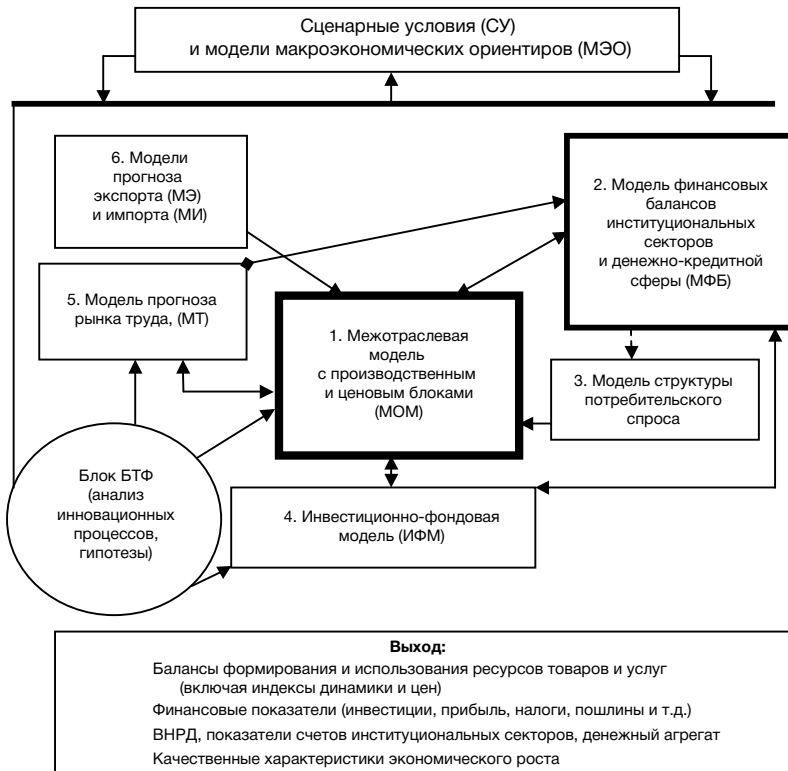 Сценарные условия (СУ)
и модели макроэкономических ориентиров (МЭО)
6. Модели
прогноза
экспорта (МЭ)
и импорта (МИ)
2. Модель финансовых
балансов
институциональных
секторов
и денежно-кредитной
сферы (МФБ)
5. Модель прогноза
рынка труда, (МТ)
1. Межотраслевая
модель
с производственным
и ценовым блоками
(МОМ)
3. Модель структуры
потребительского
спроса
Блок БТФ
(анализ
инновационных
процессов,
гипотезы)
4. Инвестиционно-фондовая
модель (ИФМ)
Выход:
Балансы формирования и использования ресурсов товаров и услуг
(включая индексы динамики и цен)
Финансовые показатели (инвестиции, прибыль, налоги, пошлины и т.д.)
ВНРД, показатели счетов институциональных секторов, денежный агрегат
Качественные характеристики экономического роста